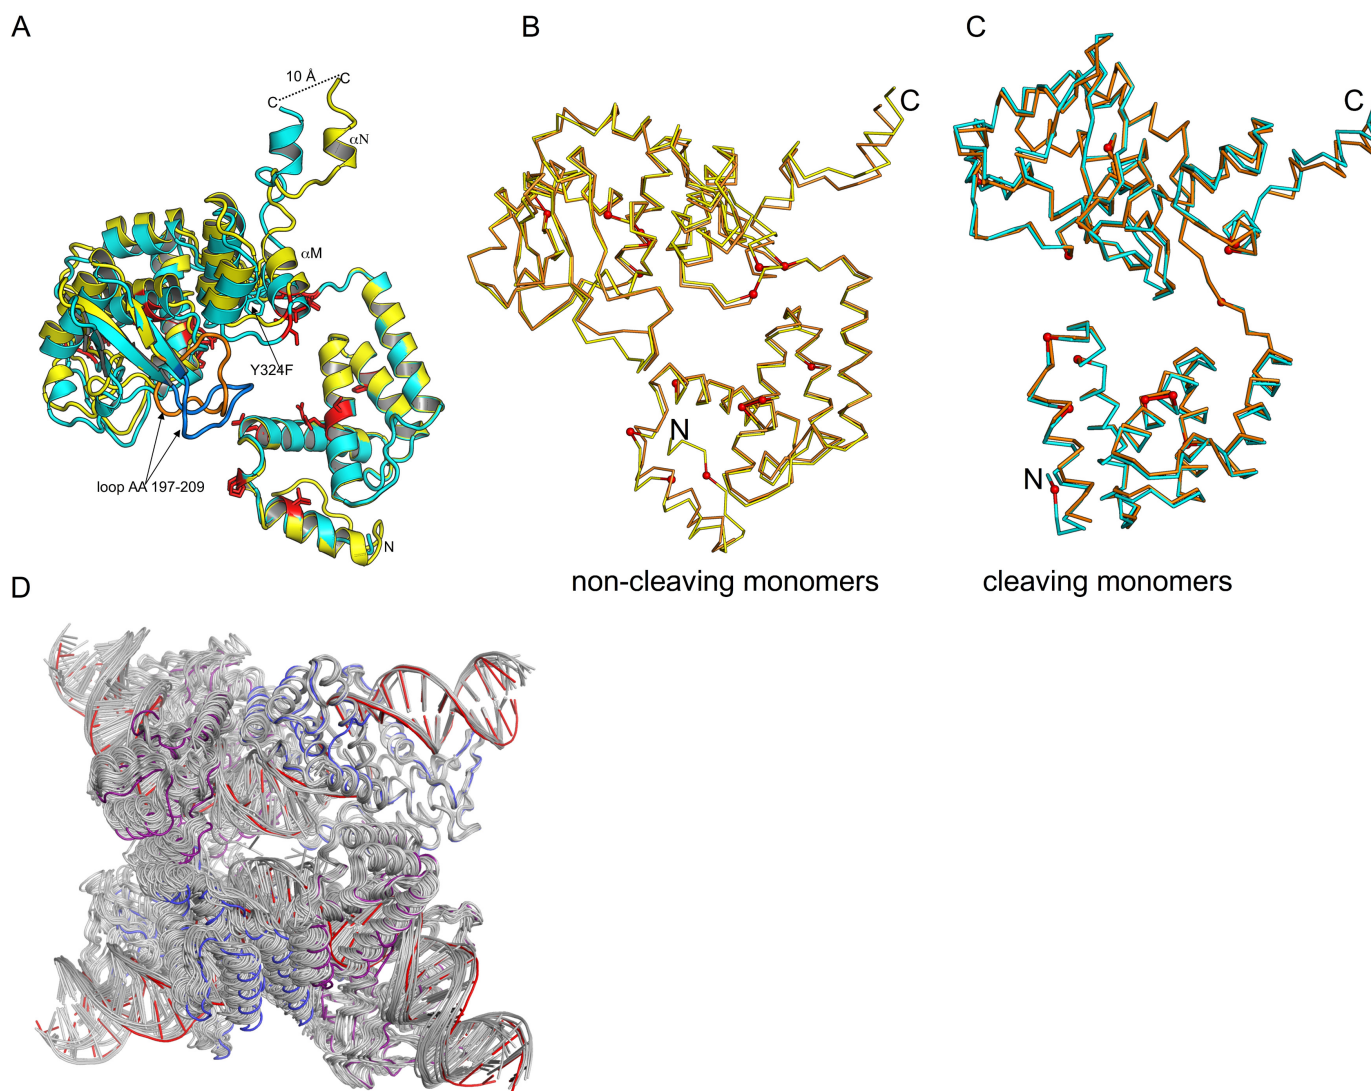 A
B
C
10 Å
C
C
αN
αM
Y324F
loop AA 197-209
N
C
N
non-cleaving monomers
C
N
cleaving monomers
D